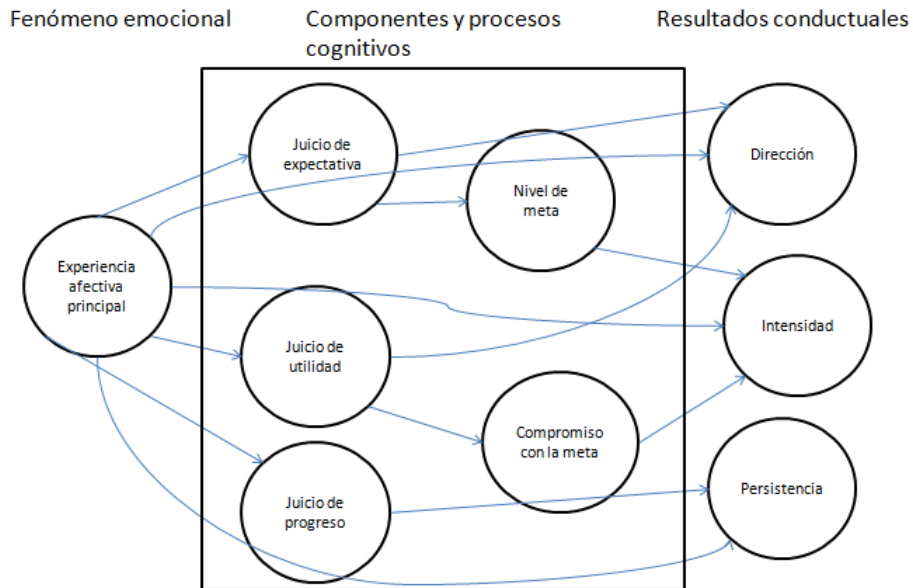 Fenómeno emocional
Componentes y procesos
cognitivos
Resultados conductuales
Juicio de
expectativa
Nivel de
meta
Dirección
Experiencia
afectiva
principal
Juicio de
utilidad
Intensidad
Compromiso
con la meta
Juicio de
progreso
Persistencia